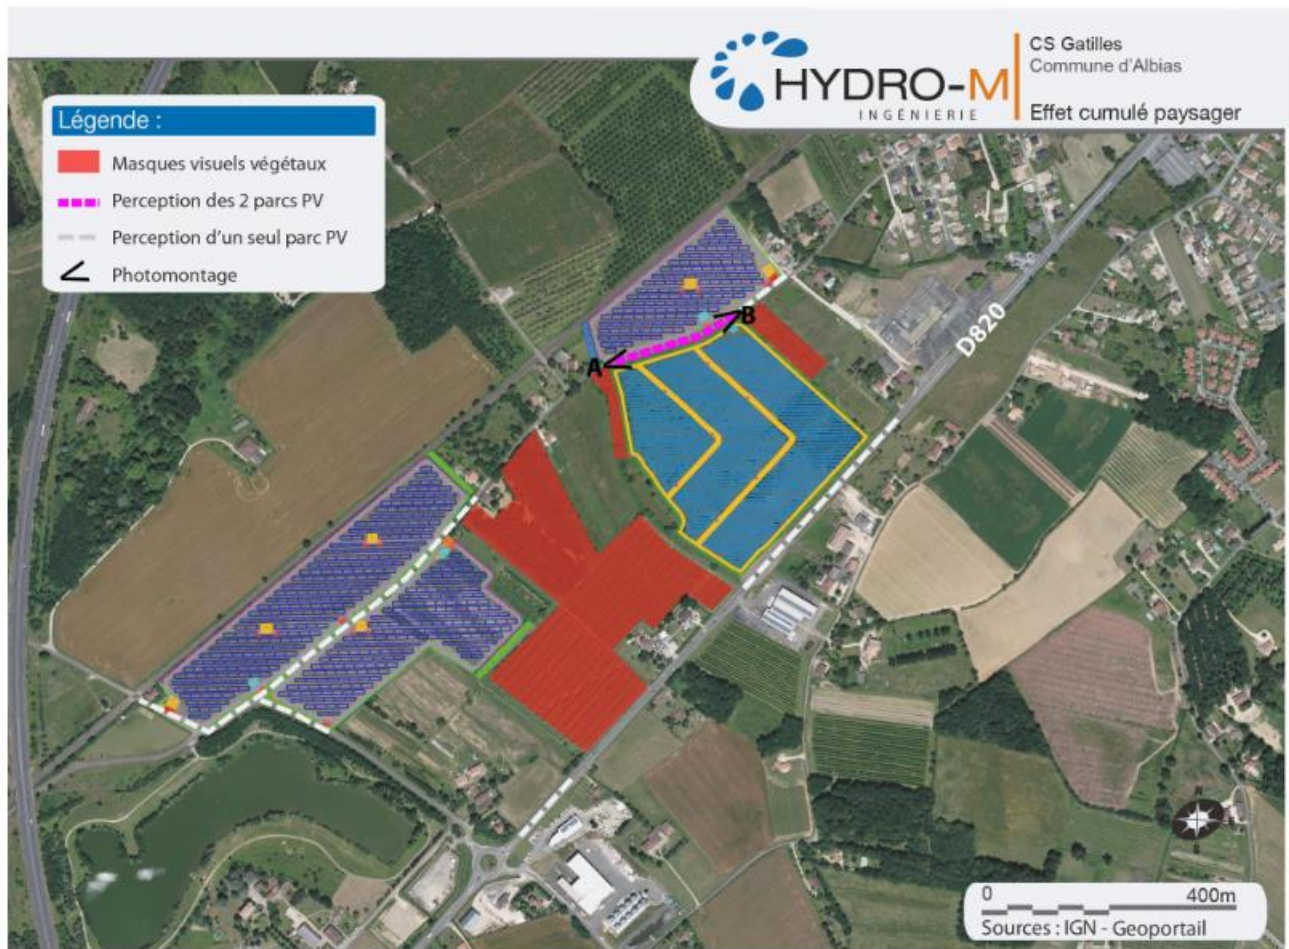 HYDRO-M
INGÉNIERIE
CS Gatilles
Commune d'Albias
Effet cumulé paysager
Légende :
Masques visuels végétaux
Perception des 2 parcs PV
Perception d'un seul parc PV
Photomontage
B
A
D820
0 400m
Sources : IGN - Geoportail